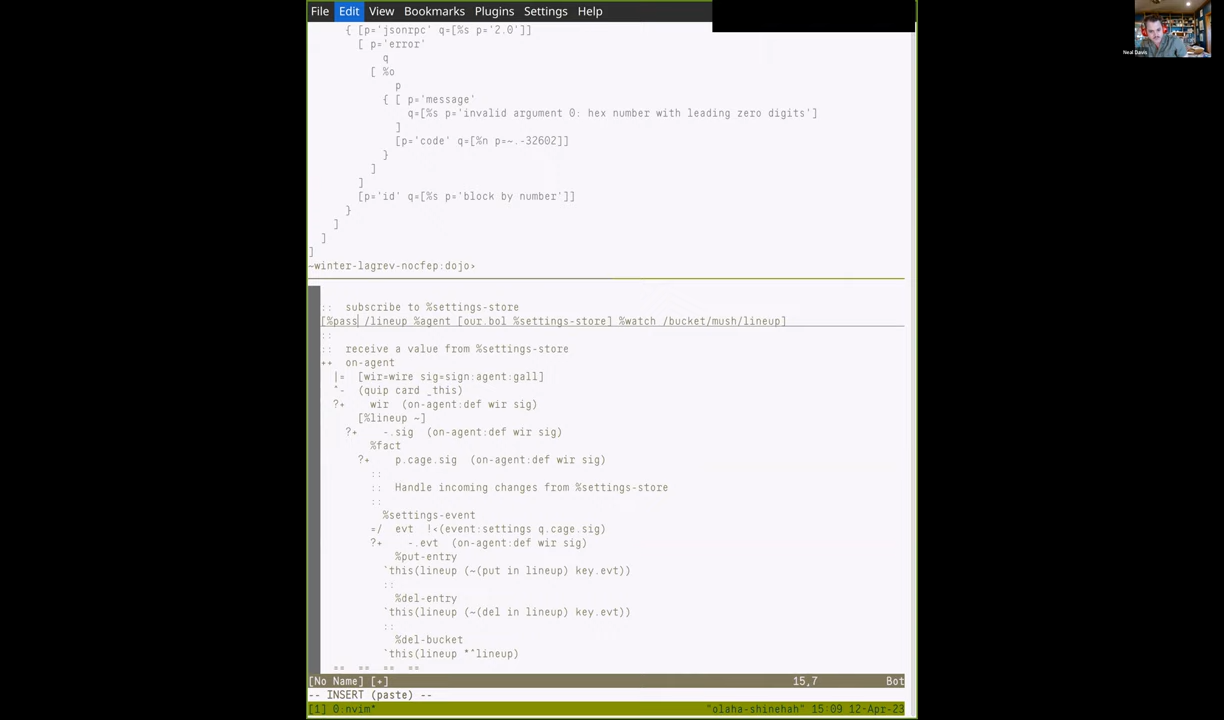 File Edit View Bookmarks Plugins Settings Help
{ [p='jsonrpc' q=[%s p='2.0']]
[ p='error'
q
[ %o
p
{ [ p='message'
q=[%s p='invalid argument 0: hex number with leading zero digits']
]
[p='code' q=[%n p=~.-32602]]
}
]
]
[p='id' q=[%s p='block by number']]
}
]
]
]
~winter-lagrev-nocfep:dojo>
:: subscribe to %settings-store
[%pass /lineup %agent [our.bol %settings-store] %watch /bucket/mush/lineup]
::
:: receive a value from %settings-store
++ on-agent
|= [wir=wire sig=sign:agent:gall]
^- (quip card _this)
?+ wir (on-agent:def wir sig)
[%lineup ~]
?+ -.sig (on-agent:def wir sig)
%fact
?+ p.cage.sig (on-agent:def wir sig)
::
:: Handle incoming changes from %settings-store
::
%settings-event
=/ evt !<(event:settings q.cage.sig)
?+ -.evt (on-agent:def wir sig)
%put-entry
`this(lineup (~(put in lineup) key.evt))
::
%del-entry
`this(lineup (~(del in lineup) key.evt))
::
%del-bucket
`this(lineup *^lineup)
== == == ==
[No Name] [+] 15,7 Bot
-- INSERT (paste) --
[1] 0:nvim* "olaha-shinehah" 15:09 12-Apr-23
Neal Davis